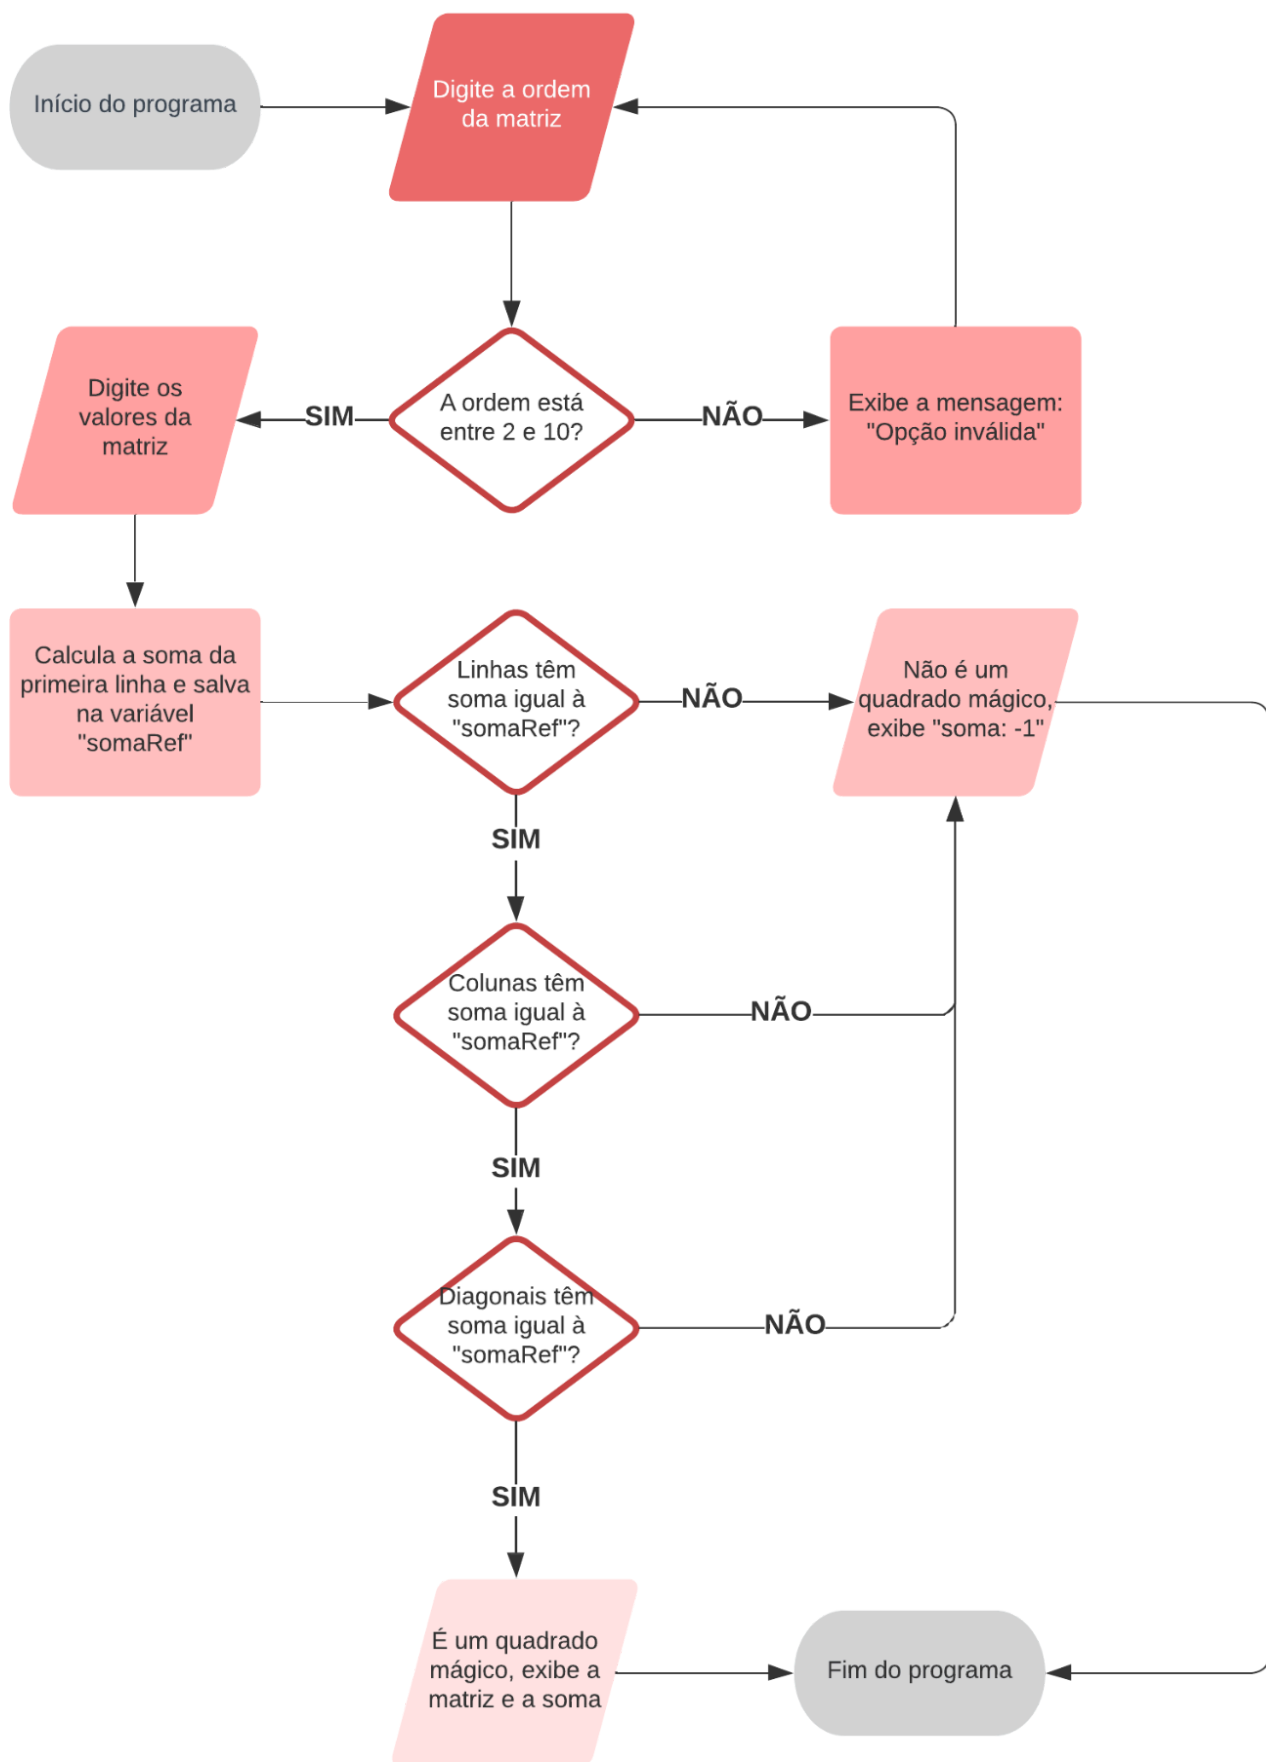 Início do programa
Digite a ordem
da matriz
A ordem está
entre 2 e 10?
SIM
NÃO
Digite os
valores da
matriz
Exibe a mensagem:
"Opção inválida"
Calcula a soma da
primeira linha e salva
na variável
"somaRef"
Linhas têm
soma igual à
"somaRef"?
NÃO
Não é um
quadrado mágico,
exibe "soma: -1"
SIM
Colunas têm
soma igual à
"somaRef"?
NÃO
SIM
Diagonais têm
soma igual à
"somaRef"?
NÃO
SIM
É um quadrado
mágico, exibe a
matriz e a soma
Fim do programa